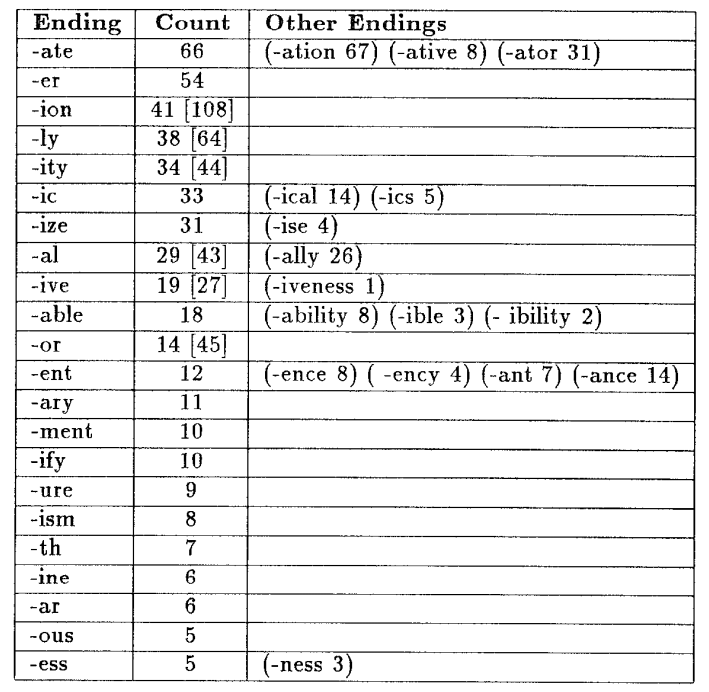 Ending Count Other Endings
-ate 66 (-ation 67) (-ative 8) (-ator 31)
-er 54
-ion 41 [108]
-ly 38 [64]
-ity 34 [44]
-ic 33 (-ical 14) (-ics 5)
-ize 31 (-ise 4)
-al 29 [43] (-ally 26)
-ive 19 [27] (-iveness 1)
-able 18 (-ability 8) (-ible 3) (- ibility 2)
-or 14 [45]
-ent 12 (-ence 8) ( -ency 4) (-ant 7) (-ance 14)
-ary 11
-ment 10
-ify 10
-ure 9
-ism 8
-th 7
-ine 6
-ar 6
-ous 5
-ess 5 (-ness 3)